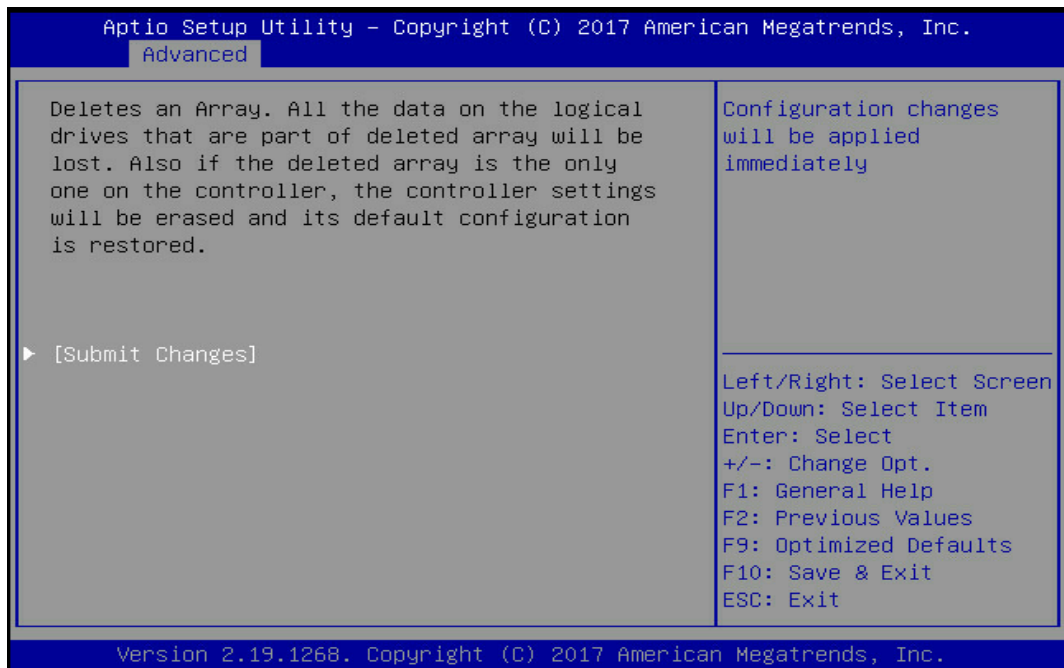 Aptio Setup Utility – Copyright (C) 2017 American Megatrends, Inc.
Advanced
Deletes an Array. All the data on the logical
drives that are part of deleted array will be
lost. Also if the deleted array is the only
one on the controller, the controller settings
will be erased and its default configuration
is restored.
[Submit Changes]
Configuration changes
will be applied
immediately
Left/Right: Select Screen
Up/Down: Select Item
Enter: Select
+/-: Change Opt.
F1: General Help
F2: Previous Values
F9: Optimized Defaults
F10: Save & Exit
ESC: Exit
Version 2.19.1268. Copyright (C) 2017 American Megatrends, Inc.